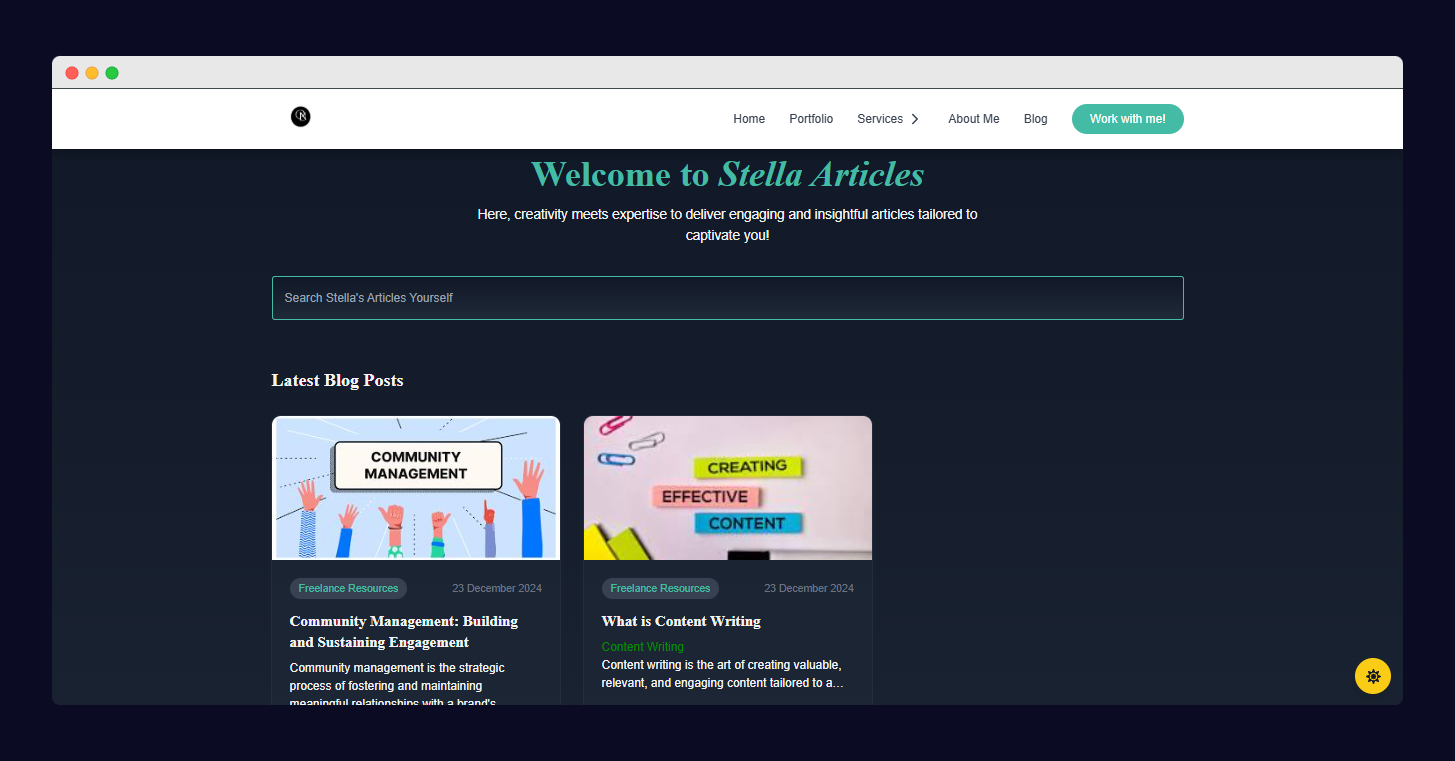 Home Portfolio Services About Me Blog Work with me!
Welcome to Stella Articles
Here, creativity meets expertise to deliver engaging and insightful articles tailored to
captivate you!
Search Stella's Articles Yourself
Latest Blog Posts
COMMUNITY
MANAGEMENT
Freelance Resources 23 December 2024
Community Management: Building
and Sustaining Engagement
Community management is the strategic
process of fostering and maintaining
meaningful relationships with a brand's
CREATING
EFFECTIVE
CONTENT
Freelance Resources 23 December 2024
What is Content Writing
Content Writing
Content writing is the art of creating valuable,
relevant, and engaging content tailored to a...